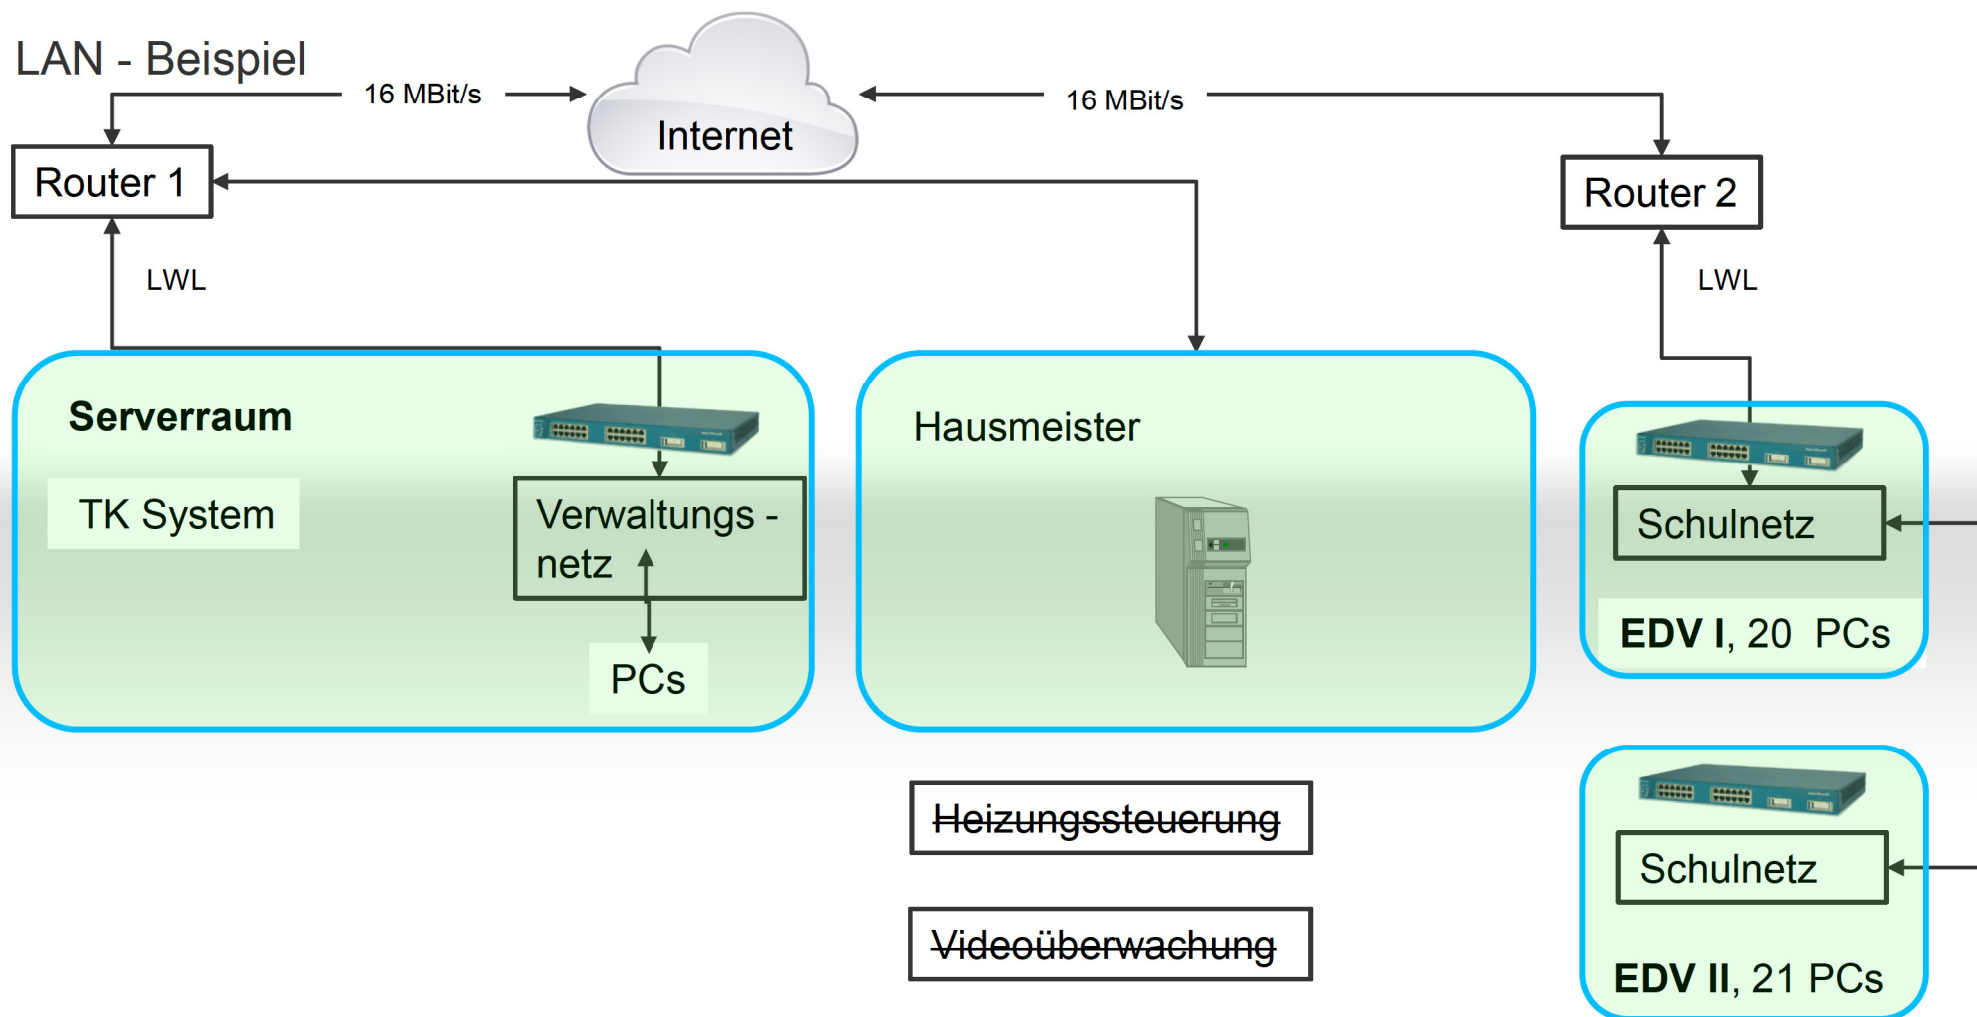 LAN - Beispiel
16 MBit/s
Internet
16 MBit/s
Router 1
Router 2
LWL
LWL
Serverraum
TK System
Verwaltungs -
netz
PCs
Hausmeister
Schulnetz
EDV I, 20 PCs
Heizungssteuerung
Videoüberwachung
Schulnetz
EDV II, 21 PCs